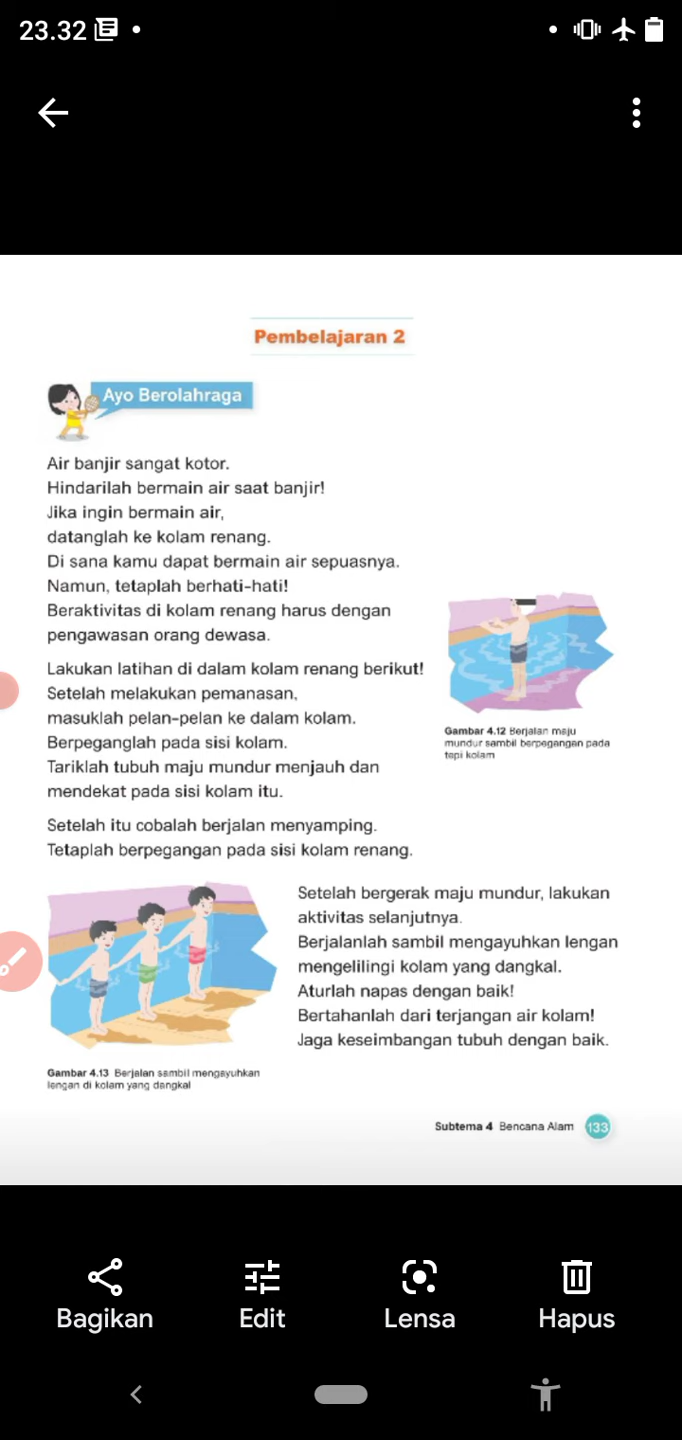 23.32
Pembelajaran 2
Ayo Berolahraga
Air banjir sangat kotor.
Hindarilah bermain air saat banjir!
Jika ingin bermain air,
datanglah ke kolam renang.
Di sana kamu dapat bermain air sepuasnya.
Namun, tetaplah berhati-hati!
Beraktivitas di kolam renang harus dengan
pengawasan orang dewasa.
Lakukan latihan di dalam kolam renang berikut!
Setelah melakukan pemanasan,
masuklah pelan-pelan ke dalam kolam.
Berpeganglah pada sisi kolam.
Tariklah tubuh maju mundur menjauh dan
mendekat pada sisi kolam itu.
Gambar 4.12 Berjalan maju
mundur sambil berpegangan pada
tepi kolam
Setelah itu cobalah berjalan menyamping.
Tetaplah berpegangan pada sisi kolam renang.
Setelah bergerak maju mundur, lakukan
aktivitas selanjutnya.
Berjalanlah sambil mengayuhkan lengan
mengelilingi kolam yang dangkal.
Aturlah napas dengan baik!
Bertahanlah dari terjangan air kolam!
Jaga keseimbangan tubuh dengan baik.
Gambar 4.13 Berjalan sambil mengayuhkan
lengan di kolam yang dangkal
Subtema 4 Bencana Alam 133
Bagikan
Edit
Lensa
Hapus